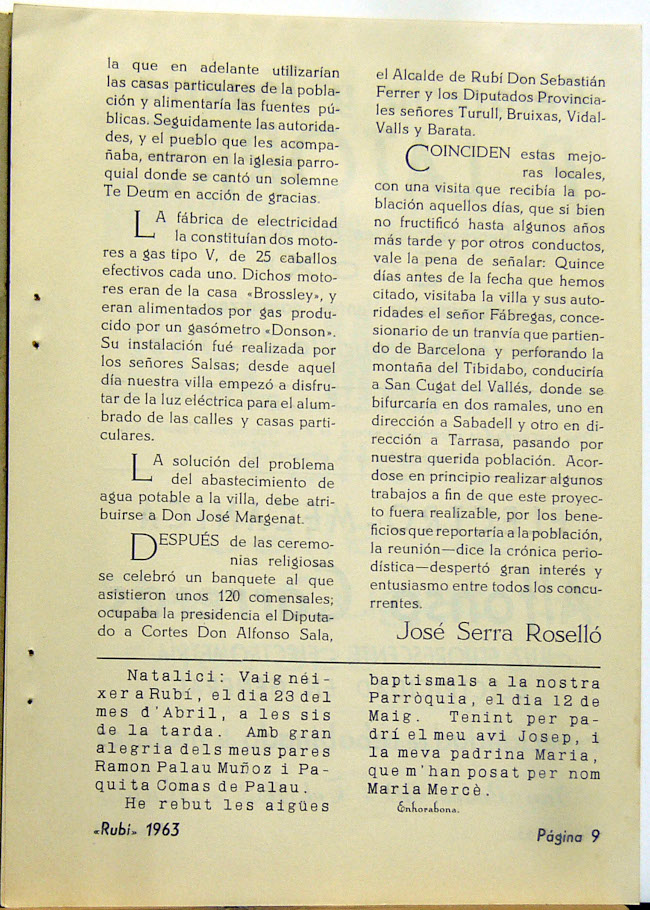 la que en adelante utilizarían
las casas particulares de la pobla-
ción y alimentaría las fuentes pú-
blicas. Seguidamente las autorida-
des, y el pueblo que les acompa-
ñaba, entraron en la iglesia parro-
quial donde se cantó un solemne
Te Deum en acción de gracias.
LA fábrica de electricidad
la constituían dos moto-
res a gas tipo V, de 25 caballos
efectivos cada uno. Dichos moto-
res eran de la casa «Brossley», y
eran alimentados por gas produ-
cido por un gasómetro «Donson».
Su instalación fué realizada por
los señores Salsas; desde aquel
día nuestra villa empezó a disfru-
tar de la luz eléctrica para el alum-
brado de las calles y casas parti-
culares.
LA solución del problema
del abastecimiento de
agua potable a la villa, debe atri-
buirse a Don José Margenat.
DESPUÉS de las ceremo-
nias religiosas
se celebró un banquete al que
asistieron unos 120 comensales;
ocupaba la presidencia el Diputa-
do a Cortes Don Alfonso Sala,
el Alcalde de Rubí Don Sebastián
Ferrer y los Diputados Provincia-
les señores Turull, Bruixas, Vidal-
Valls y Barata.
COINCIDEN estas mejo-
ras locales,
con una visita que recibía la po-
blación aquellos días, que si bien
no fructificó hasta algunos años
más tarde y por otros conductos,
vale la pena de señalar: Quince
días antes de la fecha que hemos
citado, visitaba la villa y sus auto-
ridades el señor Fábregas, conce-
sionario de un tranvía que partien-
do de Barcelona y perforando la
montaña del Tibidabo, conduciría
a San Cugat del Vallés, donde se
bifurcaría en dos ramales, uno en
dirección a Sabadell y otro en di-
rección a Tarrasa, pasando por
nuestra querida población. Acor-
dose en principio realizar algunos
trabajos a fin de que este proyec-
to fuera realizable, por los bene-
ficios que reportaría a la población,
la reunión—dice la crónica perio-
dística—despertó gran interés y
entusiasmo entre todos los concu-
rrentes.
José Serra Roselló
Natalici: Vaig néi-
xer a Rubí, el dia 23 del
mes d'Abril, a les sis
de la tarda. Amb gran
alegria dels meus pares
Ramon Palau Muñoz i Pa-
quita Comas de Palau.
He rebut les aigües
baptismals a la nostra
Parròquia, el dia 12 de
Maig. Tenint per pa-
drí el meu avi Josep, i
la meva padrina Maria,
que m'han posat per nom
Maria Mercè.
Enhorabona.
«Rubí» 1963
Página 9